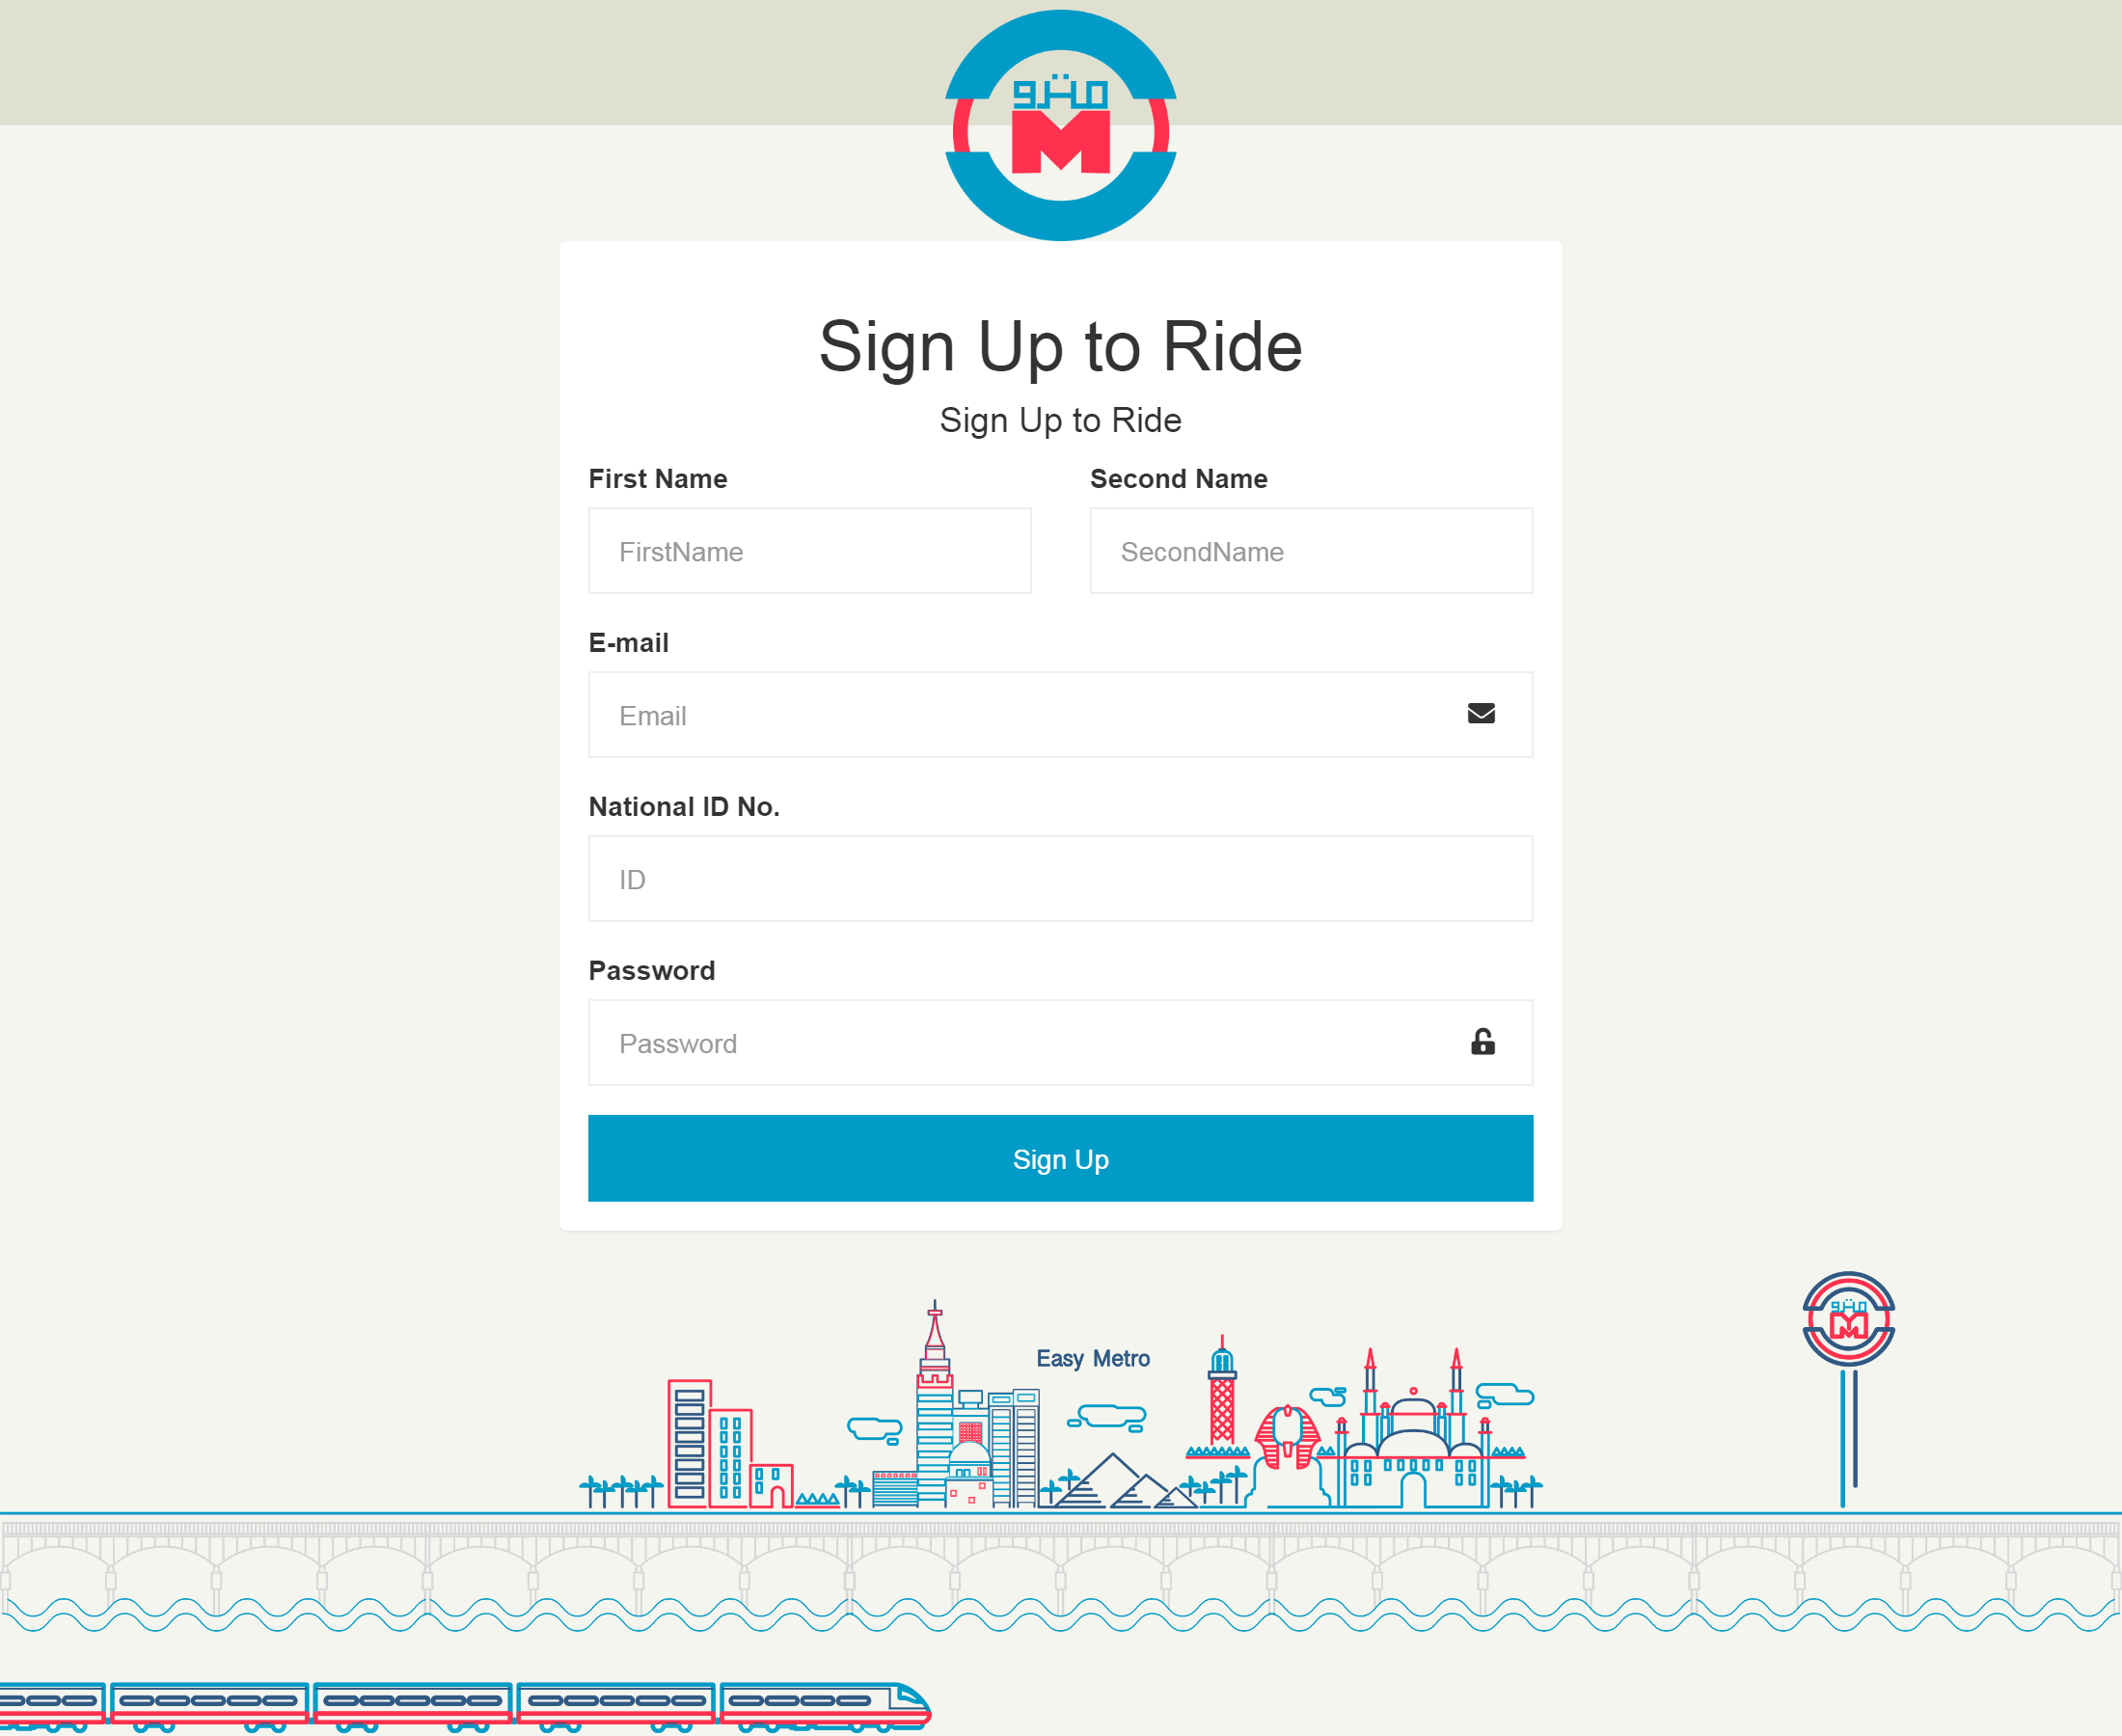 مترو
M
Sign Up to Ride
Sign Up to Ride
First Name
Second Name
FirstName
SecondName
E-mail
Email
National ID No.
ID
Password
Password
Sign Up
Easy Metro
مترو
M